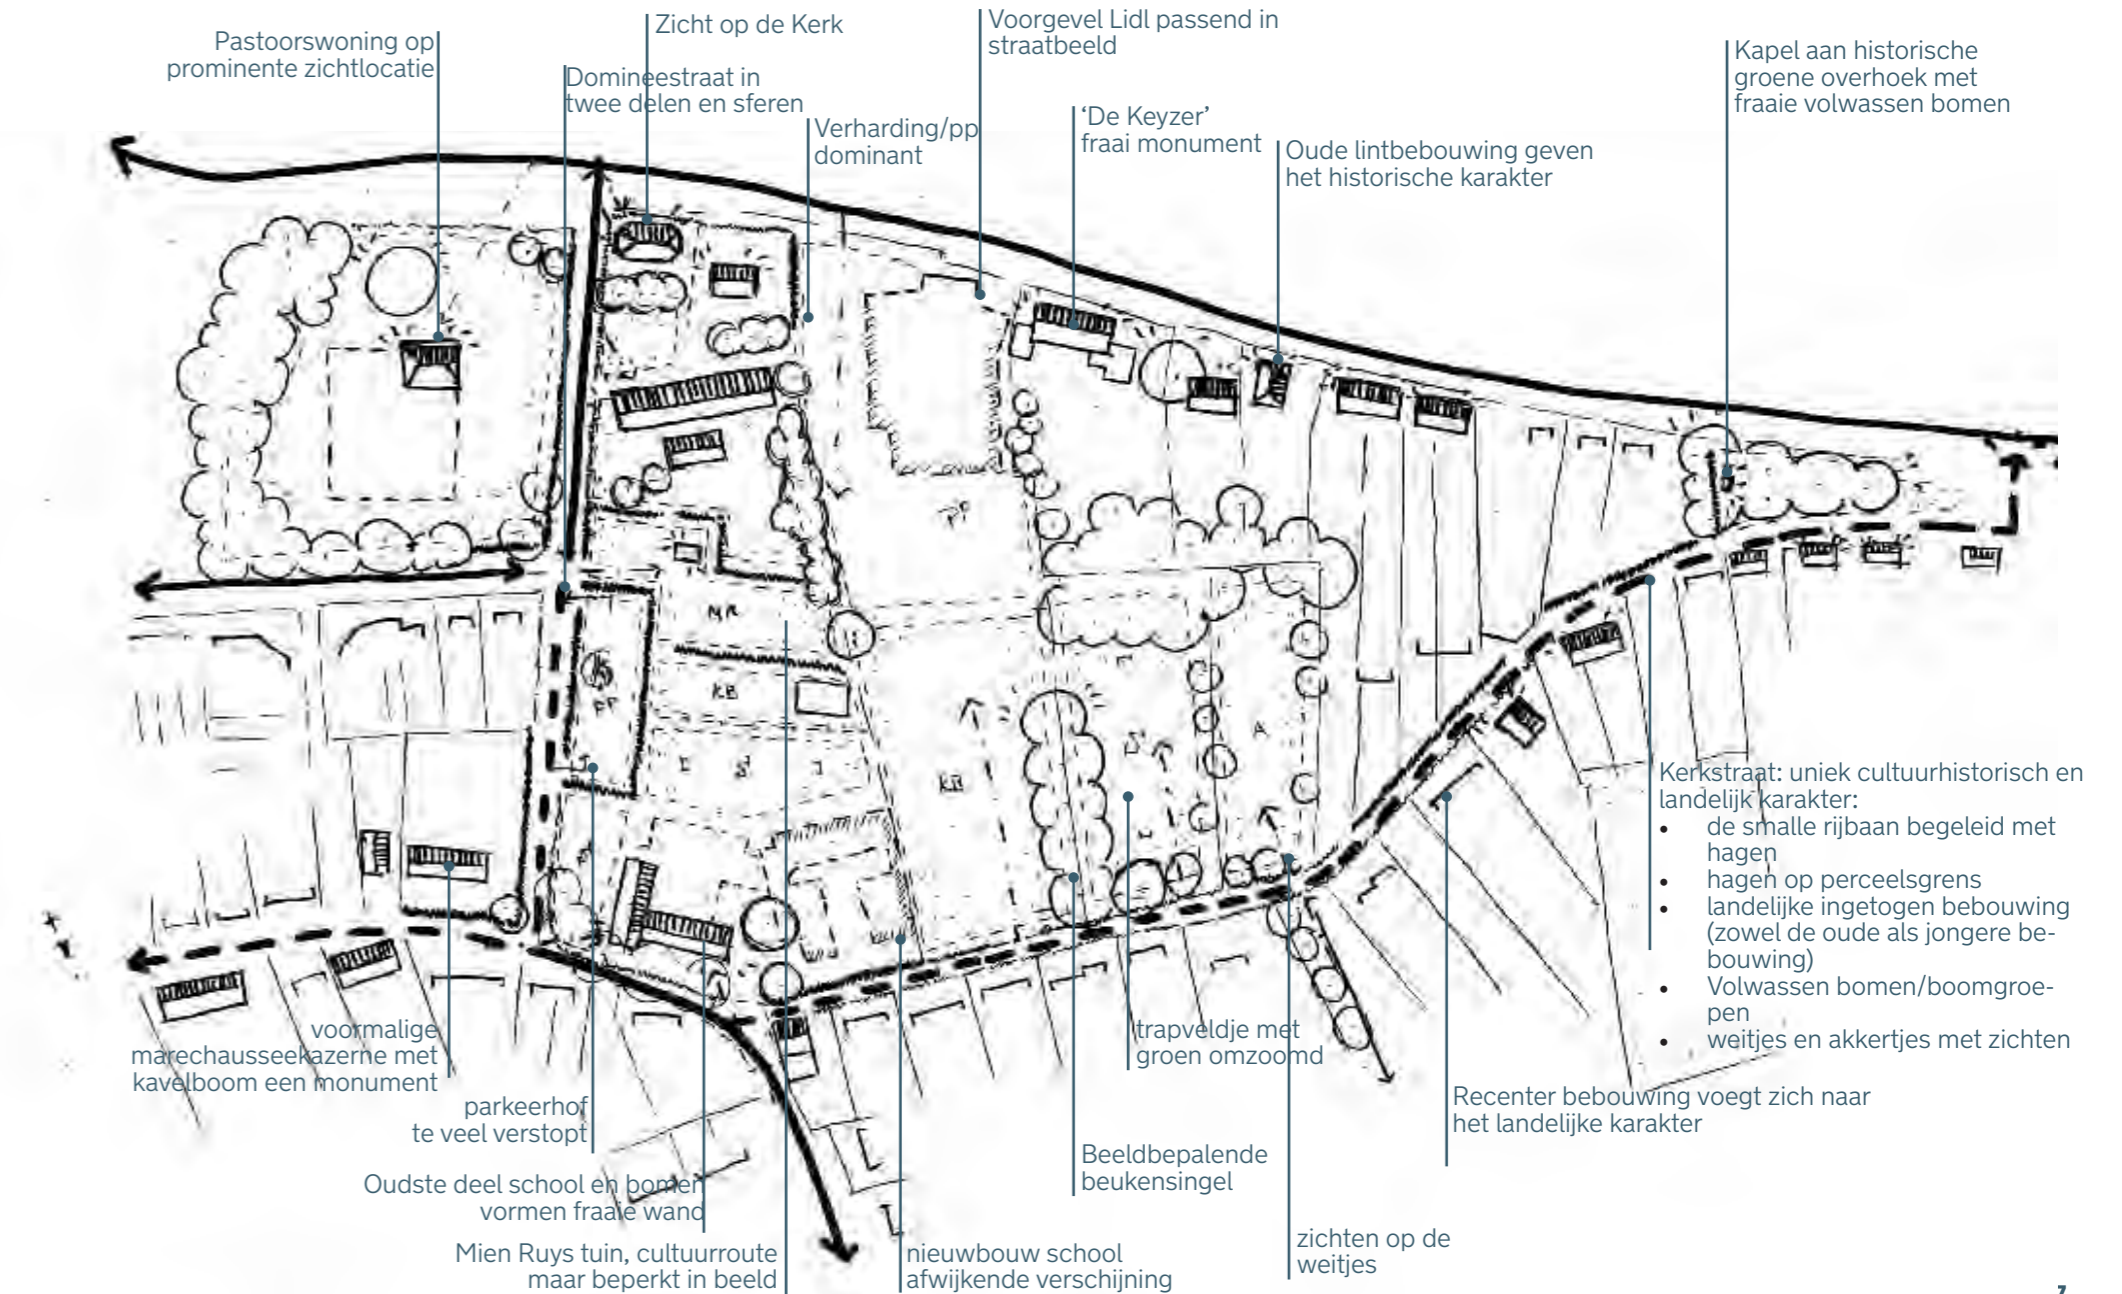 Zicht op de Kerk
Voorgevel Lidl passend in
straatbeeld
Pastoorswoning op
prominente zichtlocatie
Kapel aan historische
groene overhoek met
fraaie volwassen bomen
Domineestraat in
twee delen en sferen
Verharding/pp
dominant
‘De Keyzer’
fraai monument
Oude lintbebouwing geven
het historische karakter
PP
MR
KB
PP
S
KB
S
A
Kerkstraat: uniek cultuurhistorisch en
landelijk karakter:
• de smalle rijbaan begeleid met
hagen
• hagen op perceelsgrens
• landelijke ingetogen bebouwing
(zowel de oude als jongere be-
bouwing)
• Volwassen bomen/boomgroe-
pen
• weitjes en akkertjes met zichten
voormalige
marechausseekazerne met
kavelboom een monument
trapveldje met
groen omzoomd
parkeerhof
te veel verstopt
Recenter bebouwing voegt zich naar
het landelijke karakter
Beeldbepalende
beukensingel
Oudste deel school en bomen
vormen fraaie wand
zichten op de
weitjes
Mien Ruys tuin, cultuurroute
maar beperkt in beeld
nieuwbouw school
afwijkende verschijning
7